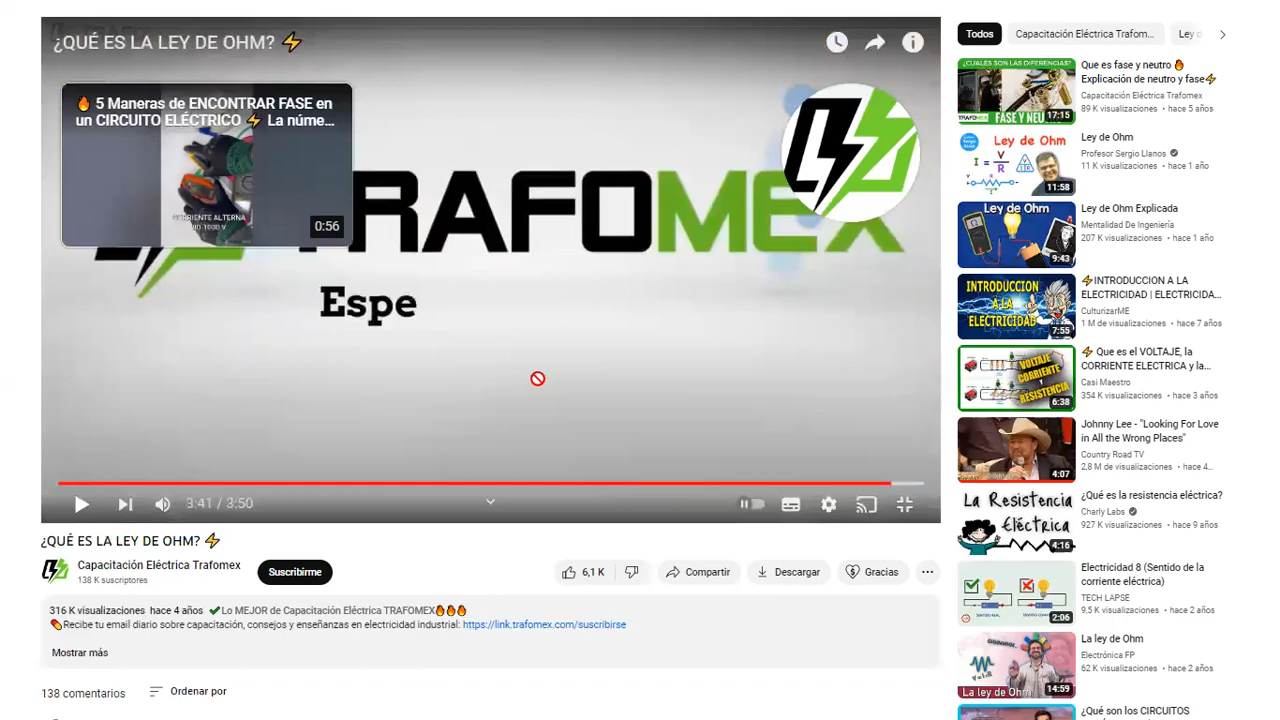 ¿QUÉ ES LA LEY DE OHM? ⚡
🔥 5 Maneras de ENCONTRAR FASE en
un CIRCUITO ELÉCTRICO ⚡ La núme...
CORRIENTE ALTERNA
0:56
TRAFOMEX
Espe
3:41 / 3:50
¿QUÉ ES LA LEY DE OHM? ⚡
Capacitación Eléctrica Trafomex
138 K suscriptores
Suscribirme
6,1 K
Compartir
Descargar
Gracias
316 K visualizaciones hace 4 años ✔Lo MEJOR de Capacitación Eléctrica TRAFOMEX🔥🔥🔥
Recibe tu email diario sobre capacitación, consejos y enseñanzas en electricidad industrial: https://link.trafomex.com/suscribirse
Mostrar más
138 comentarios
Ordenar por
Todos
Capacitación Eléctrica Trafom...
Ley
¿CUÁLES SON LAS DIFERENCIAS?
TRAFOMEX
FASE Y NEU
17:15
Que es fase y neutro 🔥
Explicación de neutro y fase⚡
Capacitación Eléctrica Trafomex
89 K visualizaciones • hace 5 años
Ley de Ohm
I = V
R
11:58
Ley de Ohm
Profesor Sergio Llanos
11 K visualizaciones • hace 1 año
Ley de Ohm
9:43
Ley de Ohm Explicada
Mentalidad De Ingeniería
207 K visualizaciones • hace 1 año
INTRODUCCION
A LA
ELECTRICIDAD
7:55
⚡INTRODUCCION A LA
ELECTRICIDAD | ELECTRICIDA...
CulturizarME
1 M de visualizaciones • hace 7 años
VOLTAJE
CORRIENTE
Y
RESISTENCIA
6:38
⚡ Que es el VOLTAJE, la
CORRIENTE ELECTRICA y la...
Casi Maestro
354 K visualizaciones • hace 3 años
4:07
Johnny Lee - "Looking For Love
in All the Wrong Places"
Country Road TV
2,8 M de visualizaciones • hace 4...
La Resistencia
Eléctrica
4:16
¿Qué es la resistencia eléctrica?
Charly Labs
927 K visualizaciones • hace 9 años
2:06
Electricidad 8 (Sentido de la
corriente eléctrica)
TECH LAPSE
9,5 K visualizaciones • hace 2 años
La ley de Ohm
14:59
La ley de Ohm
Electrónica FP
62 K visualizaciones • hace 2 años
¿Qué son los CIRCUITOS